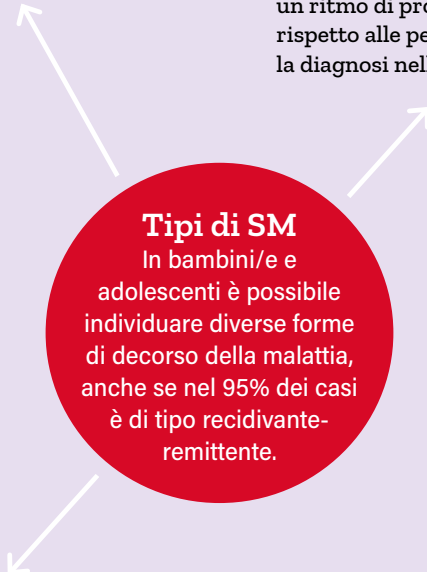 un ritmo di pro
rispetto alle pe
la diagnosi nel
Tipi di SM
In bambini/e e
adolescenti è possibile
individuare diverse forme
di decorso della malattia,
anche se nel 95% dei casi
è di tipo recidivante-
remittente.